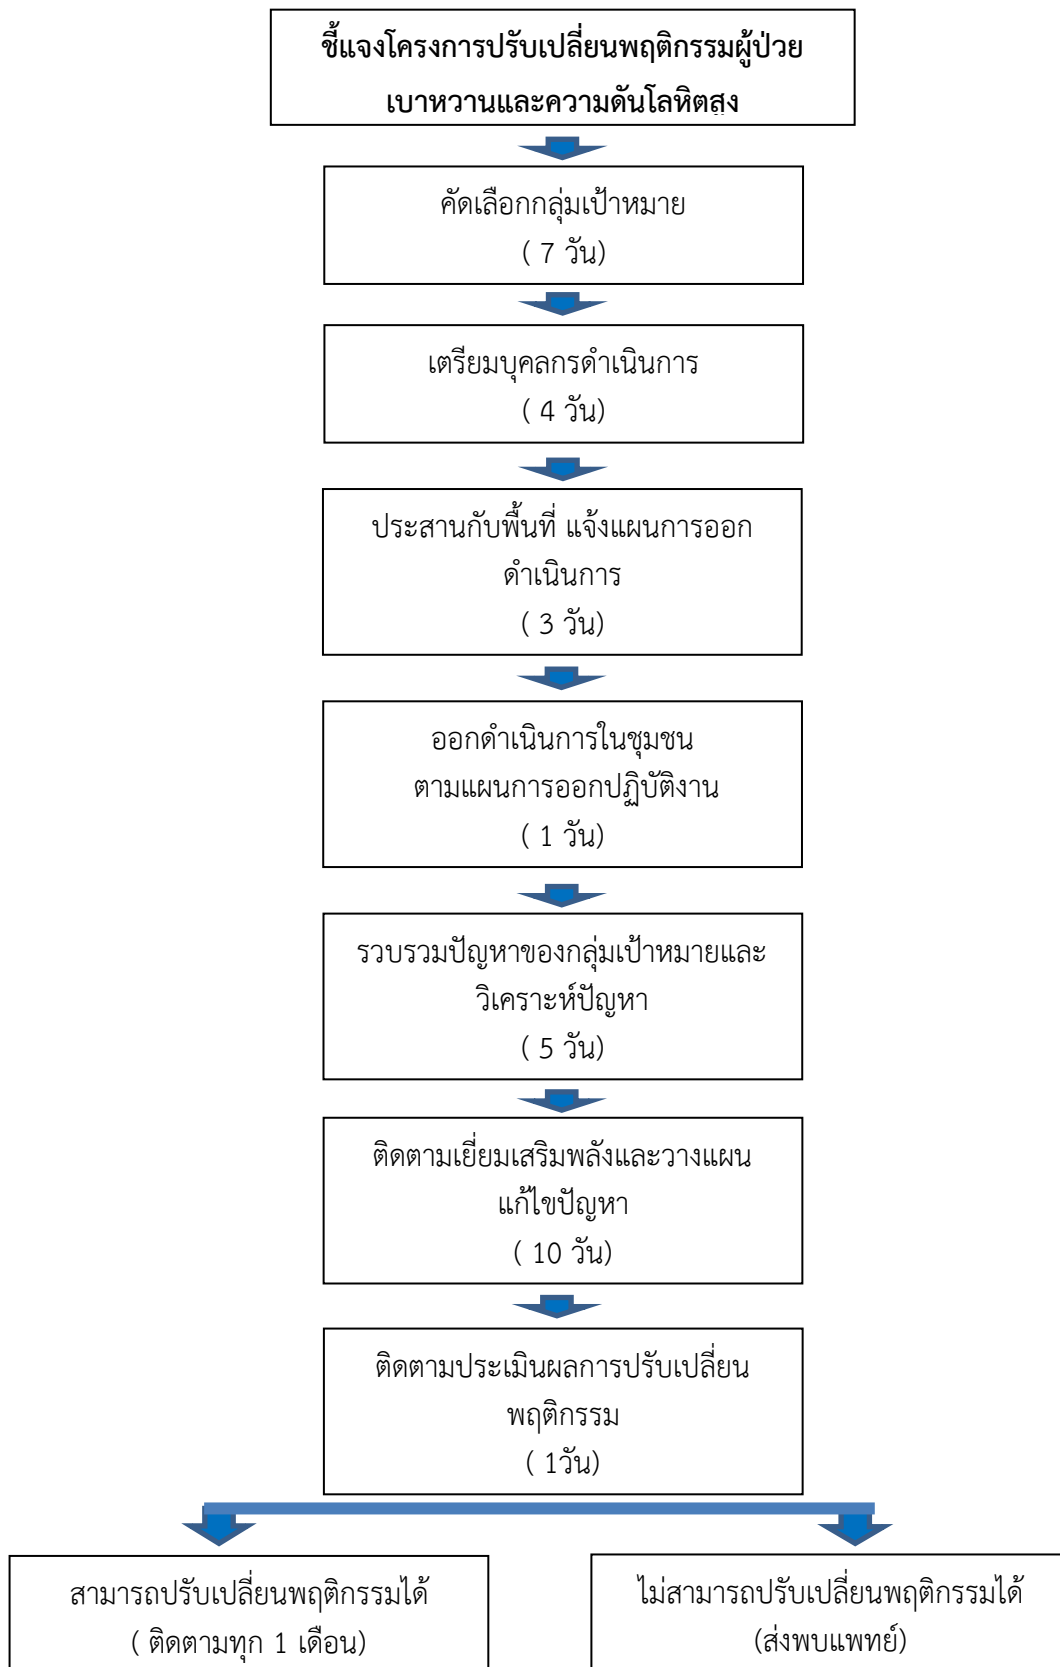 ชี้แจงโครงการปรับเปลี่ยนพฤติกรรมผู้ป่วย
เบาหวานและความดันโลหิตสูง
คัดเลือกกลุ่มเป้าหมาย
( 7 วัน)
เตรียมบุคลกรดำเนินการ
( 4 วัน)
ประสานกับพื้นที่ แจ้งแผนการออก
ดำเนินการ
( 3 วัน)
ออกดำเนินการในชุมชน
ตามแผนการออกปฏิบัติงาน
( 1 วัน)
รวบรวมปัญหาของกลุ่มเป้าหมายและ
วิเคราะห์ปัญหา
( 5 วัน)
ติดตามเยี่ยมเสริมพลังและวางแผน
แก้ไขปัญหา
( 10 วัน)
ติดตามประเมินผลการปรับเปลี่ยน
พฤติกรรม
( 1วัน)
สามารถปรับเปลี่ยนพฤติกรรมได้
( ติดตามทุก 1 เดือน)
ไม่สามารถปรับเปลี่ยนพฤติกรรมได้
(ส่งพบแพทย์)